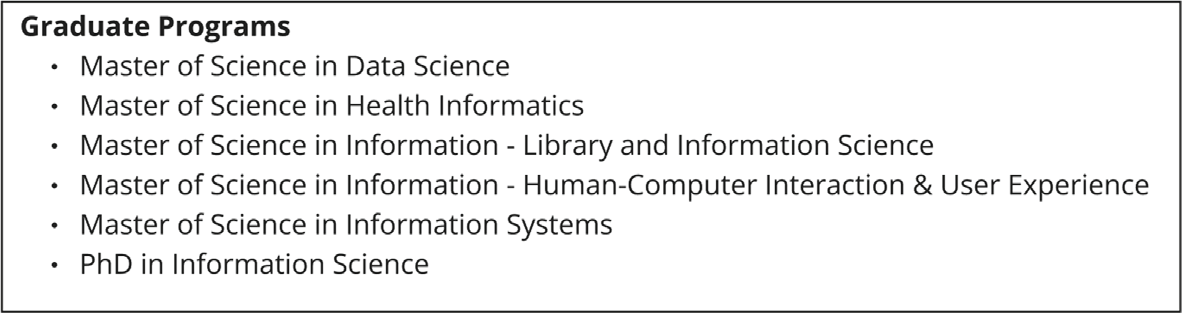 Graduate Programs
• Master of Science in Data Science
• Master of Science in Health Informatics
• Master of Science in Information - Library and Information Science
• Master of Science in Information - Human-Computer Interaction & User Experience
• Master of Science in Information Systems
• PhD in Information Science